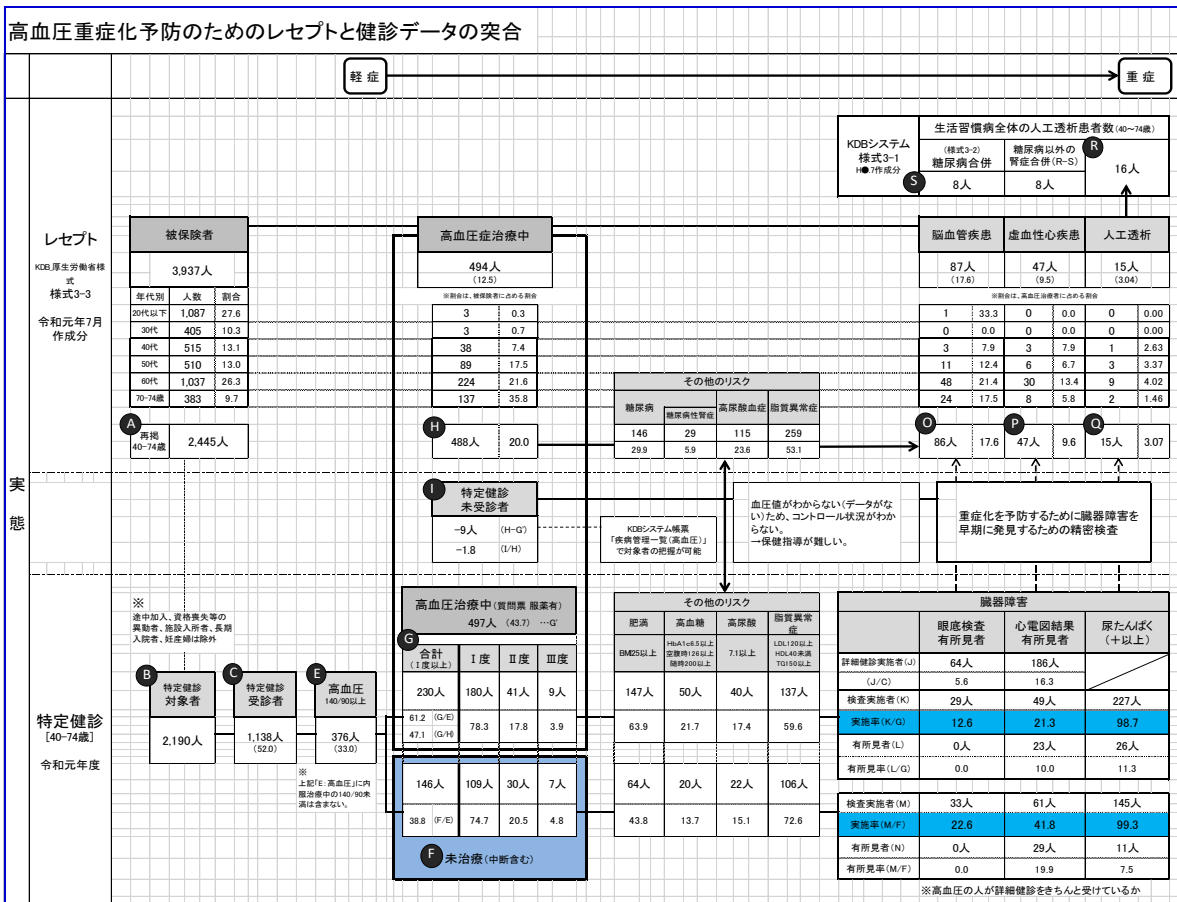 高血圧重症化予防のためのレセプトと健診データの突合
軽 症
重 症
実
態
レセプト
KDB,厚生労働省様
式
様式3-3
令和元年7月
作成分
KDBシステム
様式3-1
H●.7作成分
生活習慣病全体の人工透析患者数(40~74歳)
(様式3-2)
糖尿病合併
糖尿病以外の
腎症合併(R-S)
R
16人
S
8人
8人
被保険者
3,937人
年代別 人数 割合
20代以下 1,087 27.6
30代 405 10.3
40代 515 13.1
50代 510 13.0
60代 1,037 26.3
70-74歳 383 9.7
A
再掲
40-74歳
2,445人
高血圧症治療中
494人
(12.5)
※割合は、被保険者に占める割合
3 0.3
3 0.7
38 7.4
89 17.5
224 21.6
137 35.8
H
488人 20.0
その他のリスク
糖尿病 糖尿病性腎症 高尿酸血症 脂質異常症
146 29 115 259
29.9 5.9 23.6 53.1
脳血管疾患 虚血性心疾患 人工透析
87人 47人 15人
(17.6) (9.5) (3.04)
※割合は、高血圧治療者に占める割合
1 33.3 0 0.0 0 0.00
0 0.0 0 0.0 0 0.00
3 7.9 3 7.9 1 2.63
11 12.4 6 6.7 3 3.37
48 21.4 30 13.4 9 4.02
24 17.5 8 5.8 2 1.46
O P Q
86人 17.6 47人 9.6 15人 3.07
I
特定健診
未受診者
-9人 (H-G')
-1.8 (I/H)
KDBシステム帳票
「疾病管理一覧(高血圧)」
で対象者の把握が可能
血圧値がわからない(データがな
い)ため、コントロール状況がわか
らない。
→保健指導が難しい。
重症化を予防するために臓器障害を
早期に発見するための精密検査
特定健診
[40-74歳]
令和元年度
※
途中加入、資格喪失等の
異動者、施設入所者、長期
入院者、妊産婦は除外
B
特定健診
対象者
2,190人
C
特定健診
受診者
1,138人
(52.0)
E
高血圧
140/90以上
376人
(33.0)
※
上記「E:高血圧」に内
服治療中の140/90未
満は含まない。
高血圧治療中(質問票 服薬有)
497人 (43.7) …G'
G
合計
(Ⅰ度以上)
Ⅰ度 Ⅱ度 Ⅲ度
230人 180人 41人 9人
61.2 (G/E)
47.1 (G/H)
78.3 17.8 3.9
146人 109人 30人 7人
38.8 (F/E) 74.7 20.5 4.8
F 未治療(中断含む)
その他のリスク
肥満 高血糖 高尿酸 脂質異常
症
BMI25以上
HbA1c6.5以上
空腹時126以上
随時200以上
7.1以上
LDL120以上
HDL40未満
TG150以上
147人 50人 40人 137人
63.9 21.7 17.4 59.6
64人 20人 22人 106人
43.8 13.7 15.1 72.6
臓器障害
眼底検査
有所見者
心電図結果
有所見者
尿たんぱく
(+以上)
詳細健診実施者(J) 64人 186人
(J/C) 5.6 16.3
検査実施者(K) 29人 49人 227人
実施率(K/G) 12.6 21.3 98.7
有所見者(L) 0人 23人 26人
有所見率(L/G) 0.0 10.0 11.3
検査実施者(M) 33人 61人 145人
実施率(M/F) 22.6 41.8 99.3
有所見者(N) 0人 29人 11人
有所見率(M/F) 0.0 19.9 7.5
※高血圧の人が詳細健診をきちんと受けているか